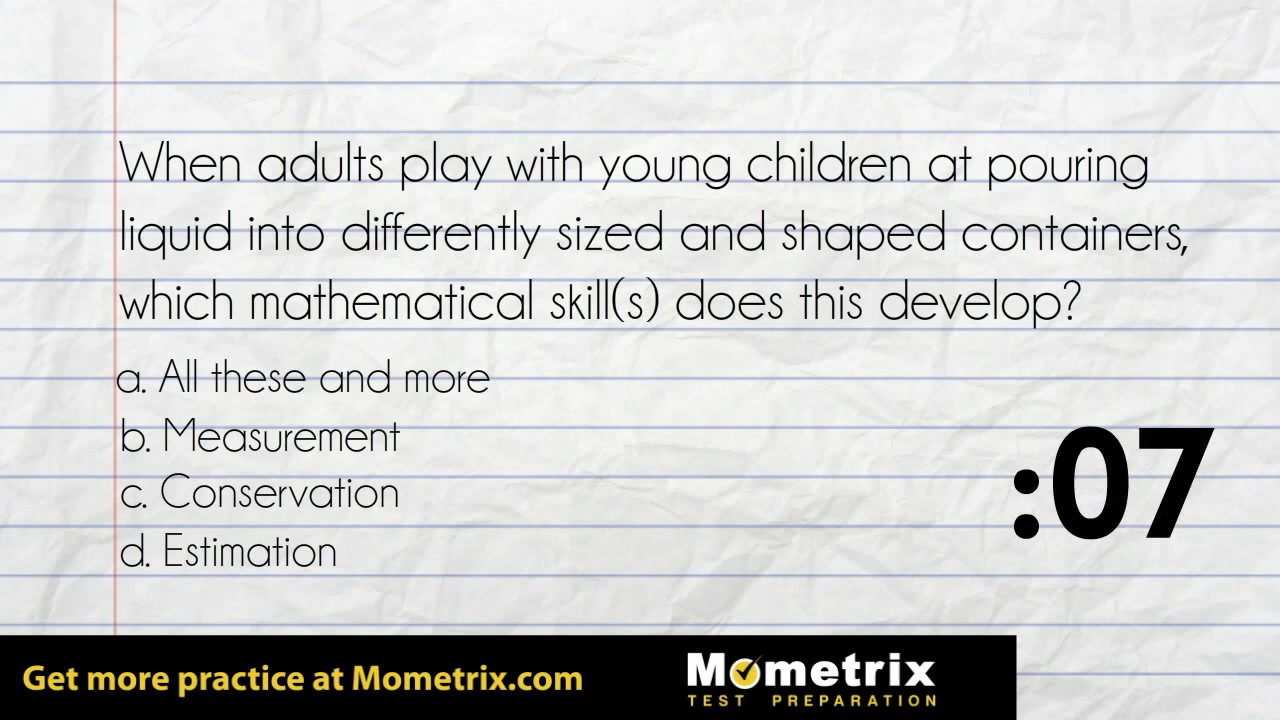 When adults play with young children at pouring
liquid into differently sized and shaped containers,
which mathematical skill(s) does this develop?
a. All these and more
b. Measurement
c. Conservation
d. Estimation
:07
Get more practice at Mometrix.com
Mometrix
TEST PREPARATION